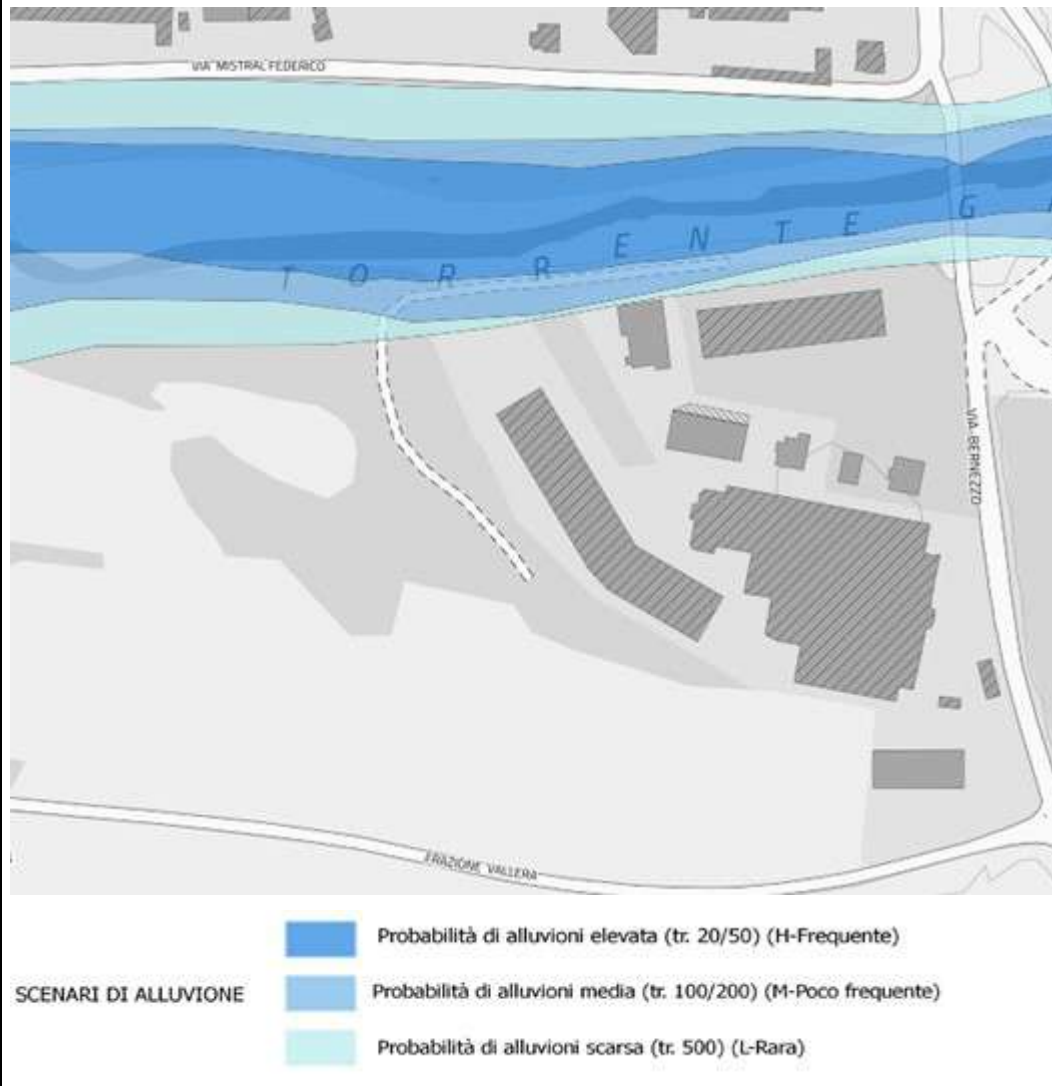 VIA MISTRAL FEDERICO
TORRENTE G
VIA BERNEZZO
FRAZIONE VALLERA
Probabilità di alluvioni elevata (tr. 20/50) (H-Frequente)
SCENARI DI ALLUVIONE
Probabilità di alluvioni media (tr. 100/200) (M-Poco frequente)
Probabilità di alluvioni scarsa (tr. 500) (L-Rara)